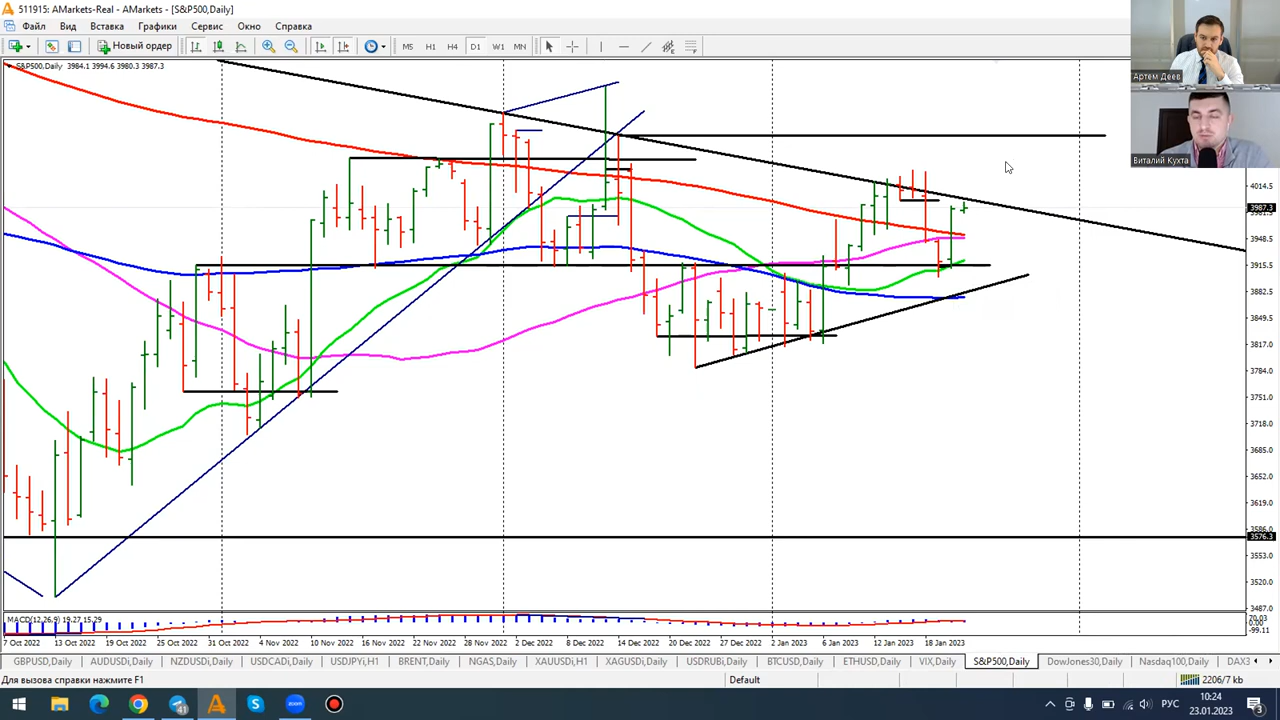 511915: AMarkets-Real - AMarkets - [S&P500,Daily]
Файл Вид Вставка Графики Сервис Окно Справка
Новый ордер M5 H1 H4 D1 W1 MN
S&P500,Daily 3984.1 3994.6 3980.3 3987.3
Артем Деев
Виталий Кухта
4014.5
3987.3
3948.5
3915.5
3882.5
3849.5
3817.0
3784.0
3751.0
3718.0
3685.0
3652.0
3619.0
3576.3
3553.0
3520.0
3487.0
MACD(12,26,9) 19.27 15.29
70.03
0.00
-99.11
7 Oct 2022 13 Oct 2022 19 Oct 2022 25 Oct 2022 31 Oct 2022 4 Nov 2022 10 Nov 2022 16 Nov 2022 22 Nov 2022 28 Nov 2022 2 Dec 2022 8 Dec 2022 14 Dec 2022 20 Dec 2022 27 Dec 2022 2 Jan 2023 6 Jan 2023 12 Jan 2023 18 Jan 2023
GBPUSD,Daily AUDUSD,Daily NZDUSD,Daily USDCAD,Daily USDJPY,H1 BRENT,Daily NGAS,Daily XAUUSD,H1 XAGUSD,Daily USDRUB,Daily BTCUSD,Daily ETHUSD,Daily VIX,Daily S&P500,Daily DowJones30,Daily Nasdaq100,Daily DAX3
Для вызова справки нажмите F1 Default 2206/7 kb
РУС
10:24
23.01.2023
3